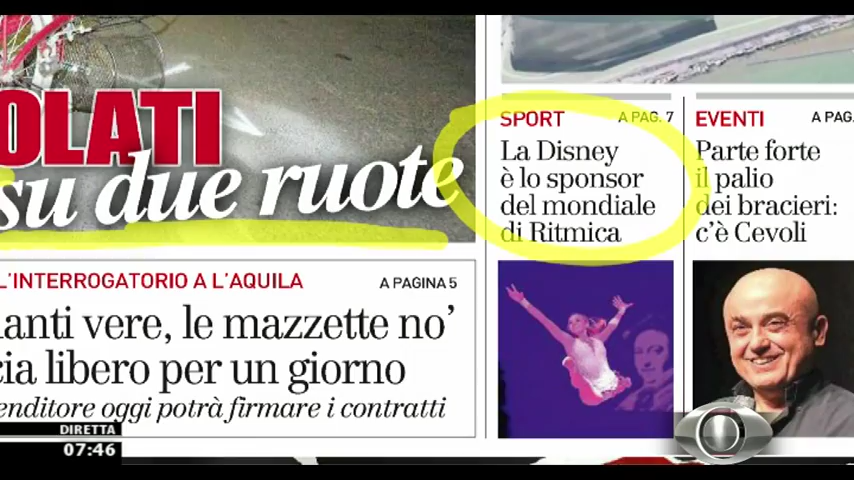 OLATI
su due ruote
SPORT A PAG. 7
La Disney
è lo sponsor
del mondiale
di Ritmica
EVENTI A PAG.
Parte forte
il palio
dei bracieri:
c'è Cevoli
L'INTERROGATORIO A L'AQUILA A PAGINA 5
ianti vere, le mazzette no'
cia libero per un giorno
enditore oggi potrà firmare i contratti
DIRETTA
07:46